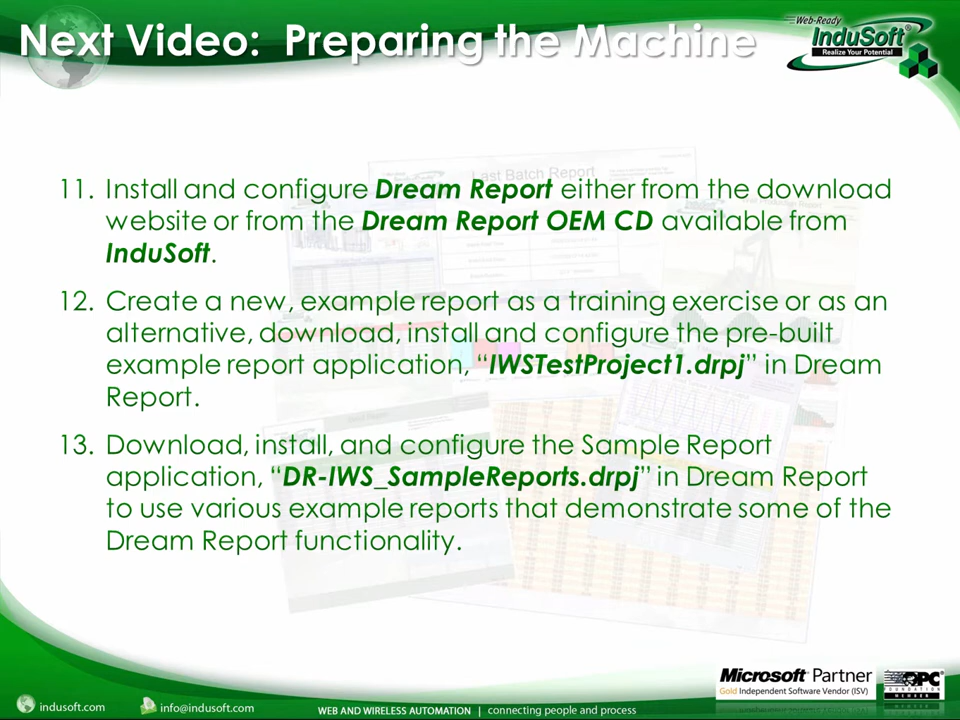 Next Video:  Preparing the Machine
Web-Ready
InduSoft®
Realize Your Potential
Last Batch Report
11. Install and configure Dream Report either from the download
website or from the Dream Report OEM CD available from
InduSoft.
12. Create a new, example report as a training exercise or as an
alternative, download, install and configure the pre-built
example report application, “IWSTestProject1.drpj” in Dream
Report.
13. Download, install, and configure the Sample Report
application, “DR-IWS_SampleReports.drpj” in Dream Report
to use various example reports that demonstrate some of the
Dream Report functionality.
Microsoft Partner
Gold Independent Software Vendor (ISV)
OPC
FOUNDATION
MEMBER
indusoft.com
info@indusoft.com
WEB AND WIRELESS AUTOMATION | connecting people and process